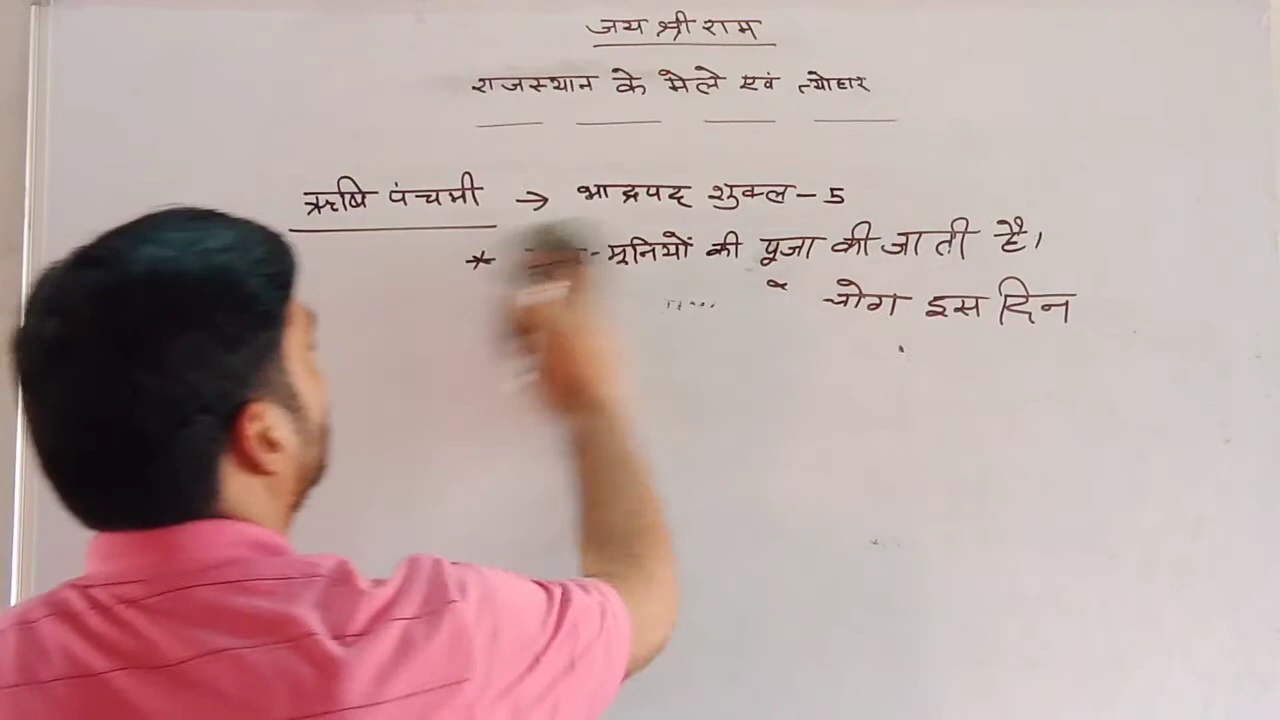 जय श्री राम
राजस्थान के मेले एवं त्योहार
ऋषि पंचमी → भाद्रपद शुक्ल - 5
* -मुनियों की पूजा की जाती है।
लोग इस दिन